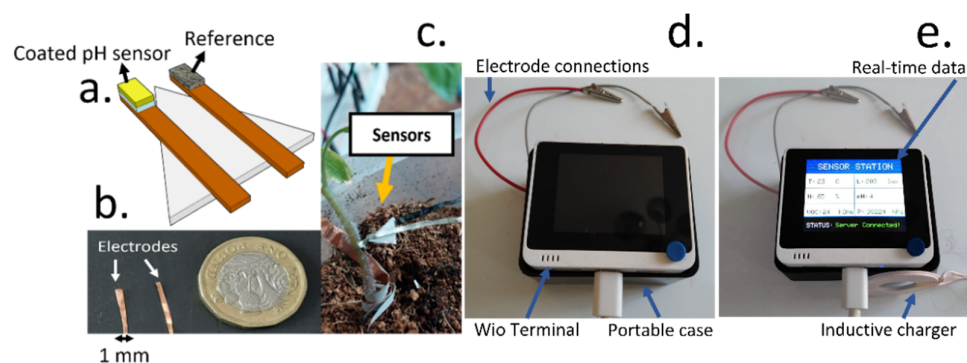 c.
d.
e.
Reference
Coated pH sensor
a.
Electrode connections
Real-time data
Sensors
SENSOR STATION
T:23 C
H:65 %
pH:4
STATUS: Server Connected!
b.
Electrodes
1 mm
Wio Terminal
Portable case
Inductive charger